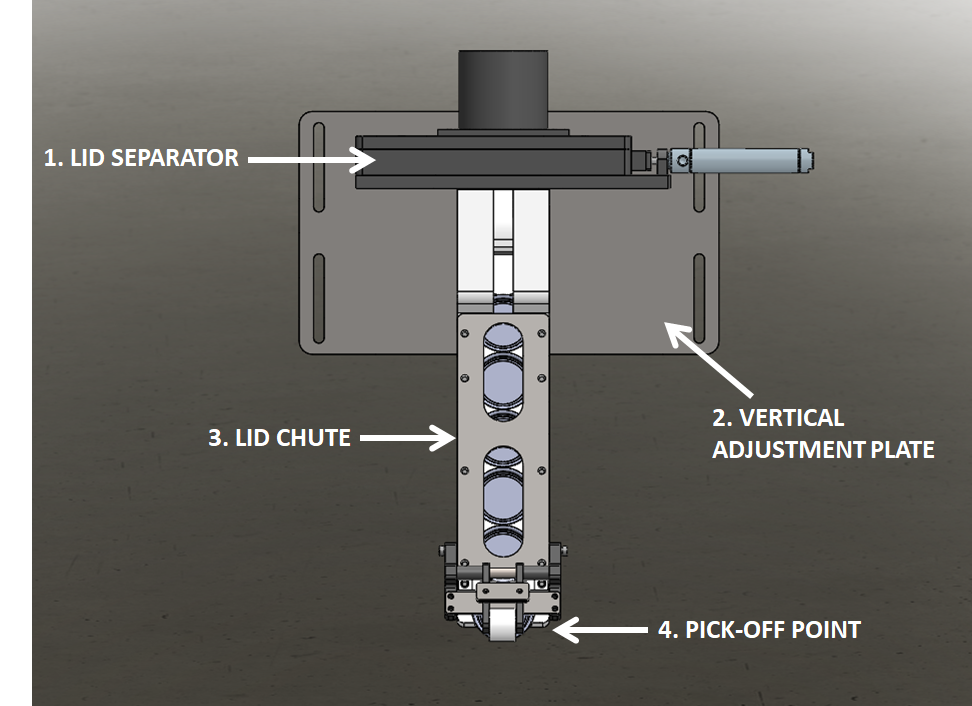 1. LID SEPARATOR
2. VERTICAL
ADJUSTMENT PLATE
3. LID CHUTE
4. PICK-OFF POINT